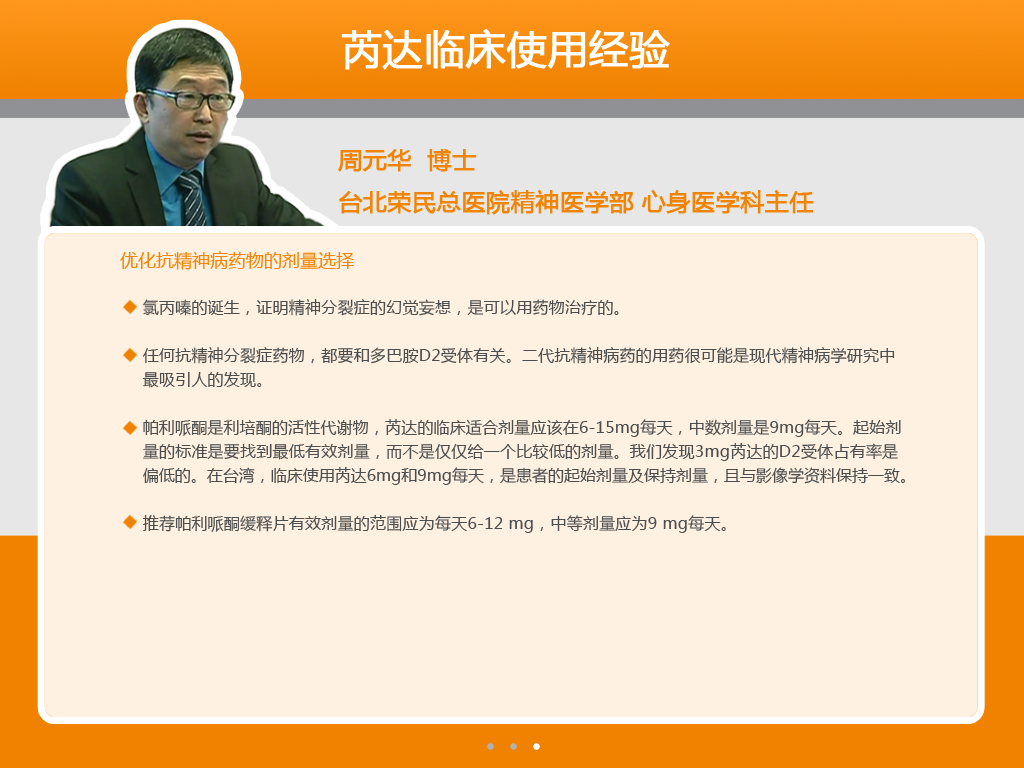 芮达临床使用经验
周元华 博士
台北荣民总医院精神医学部 心身医学科主任
优化抗精神病药物的剂量选择
氯丙嗪的诞生，证明精神分裂症的幻觉妄想，是可以用药物治疗的。
任何抗精神分裂症药物，都要和多巴胺D2受体有关。二代抗精神病药的用药很可能是现代精神病学研究中
最吸引人的发现。
帕利哌酮是利培酮的活性代谢物，芮达的临床适合剂量应该在6-15mg每天，中数剂量是9mg每天。起始剂
量的标准是要找到最低有效剂量，而不是仅仅给一个比较低的剂量。我们发现3mg芮达的D2受体占有率是
偏低的。在台湾，临床使用芮达6mg和9mg每天，是患者的起始剂量及保持剂量，且与影像学资料保持一致。
推荐帕利哌酮缓释片有效剂量的范围应为每天6-12 mg，中等剂量应为9 mg每天。